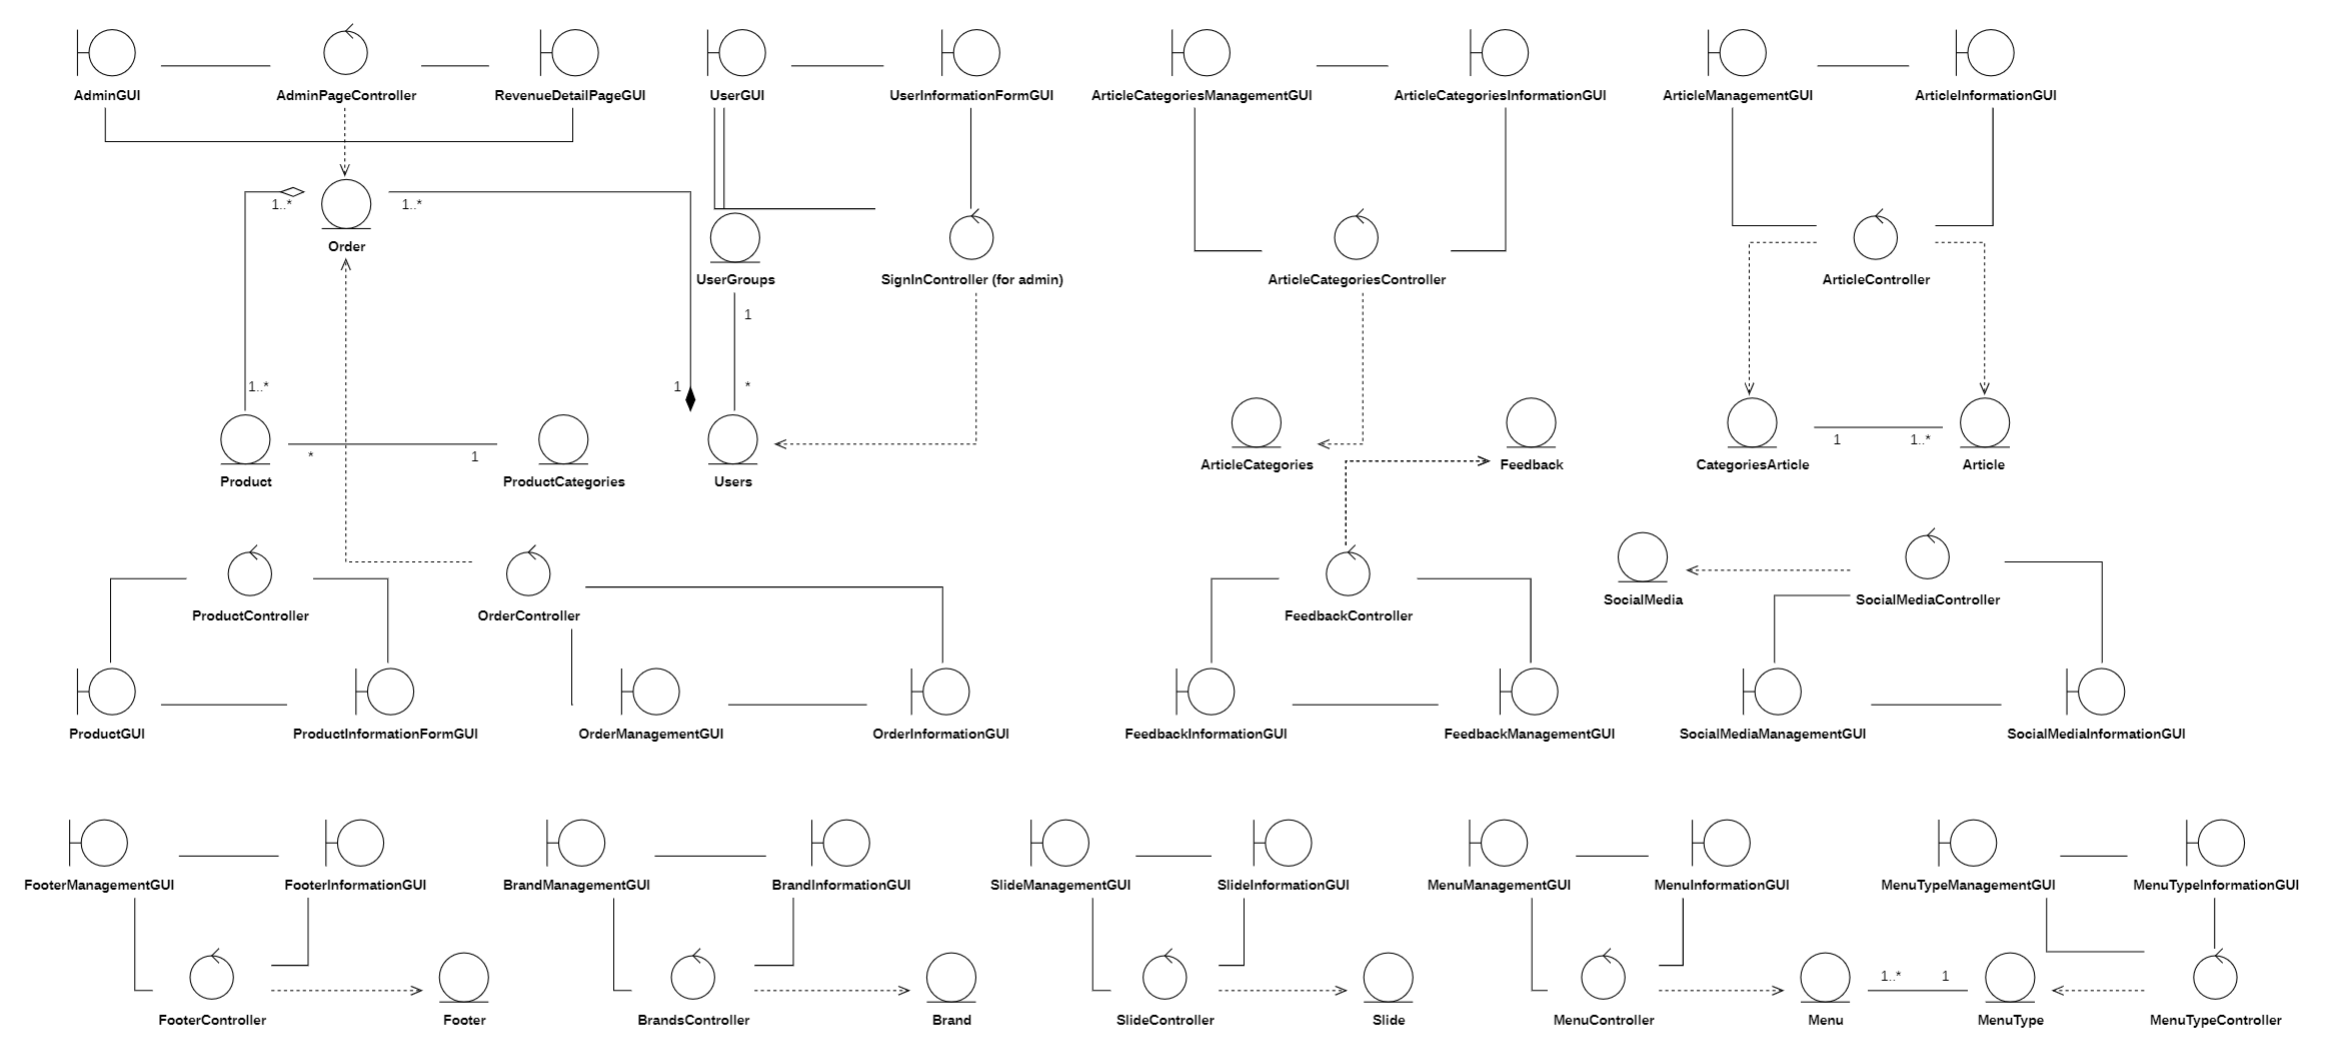 AdminGUI
AdminPageController
RevenueDetailPageGUI
UserGUI
UserInformationFormGUI
ArticleCategoriesManagementGUI
ArticleCategoriesInformationGUI
ArticleManagementGUI
ArticleInformationGUI
1..*
1..*
Order
UserGroups
SignInController (for admin)
ArticleCategoriesController
ArticleController
1
1..*
1
*
*
1
1
1..*
Product
ProductCategories
Users
ArticleCategories
Feedback
CategoriesArticle
Article
ProductController
OrderController
FeedbackController
SocialMedia
SocialMediaController
ProductGUI
ProductInformationFormGUI
OrderManagementGUI
OrderInformationGUI
FeedbackInformationGUI
FeedbackManagementGUI
SocialMediaManagementGUI
SocialMediaInformationGUI
FooterManagementGUI
FooterInformationGUI
BrandManagementGUI
BrandInformationGUI
SlideManagementGUI
SlideInformationGUI
MenuManagementGUI
MenuInformationGUI
MenuTypeManagementGUI
MenuTypeInformationGUI
1..*
1
FooterController
Footer
BrandsController
Brand
SlideController
Slide
MenuController
Menu
MenuType
MenuTypeController